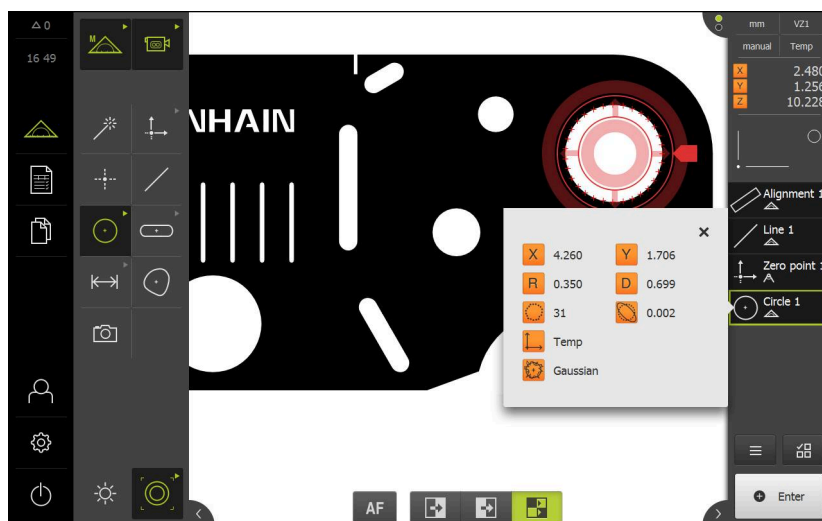 0
16 49
M
NHAIN
mm VZ1
manual Temp
X 2.480
Y 1.256
Z 10.228
Alignment 1
Line 1
Zero point 1
Circle 1
X 4.260 Y 1.706
R 0.350 D 0.699
31 0.002
Temp
Gaussian
AF
Enter